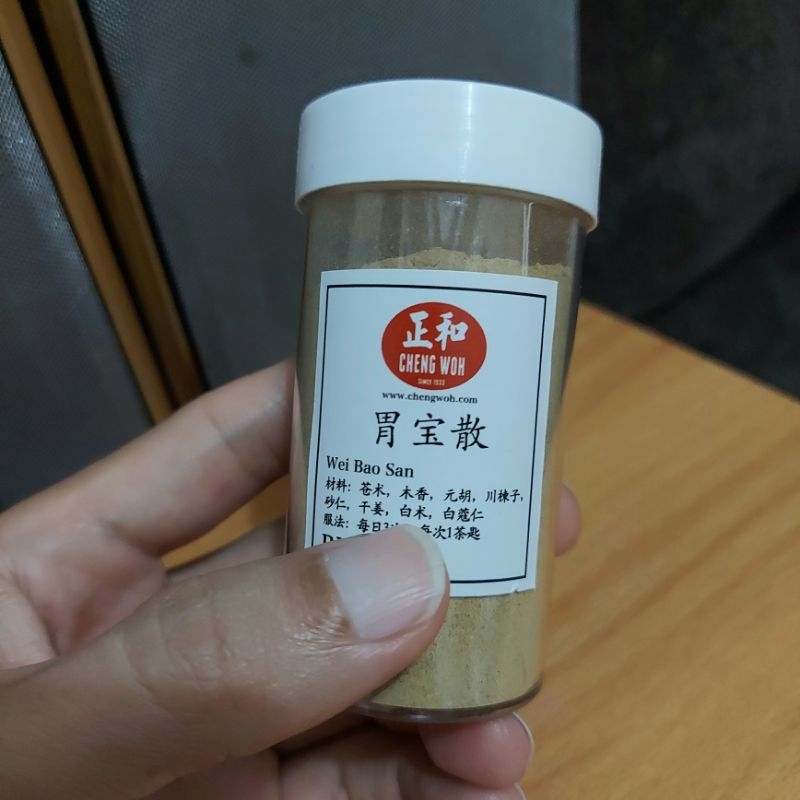 正和
CHENG WOH
SINCE 1933
www.chengwoh.com
胃宝散
Wei Bao San
材料: 苍术, 木香, 元胡, 川楝子,
砂仁, 干姜, 白术, 白蔻仁
服法: 每日3 每次1茶匙